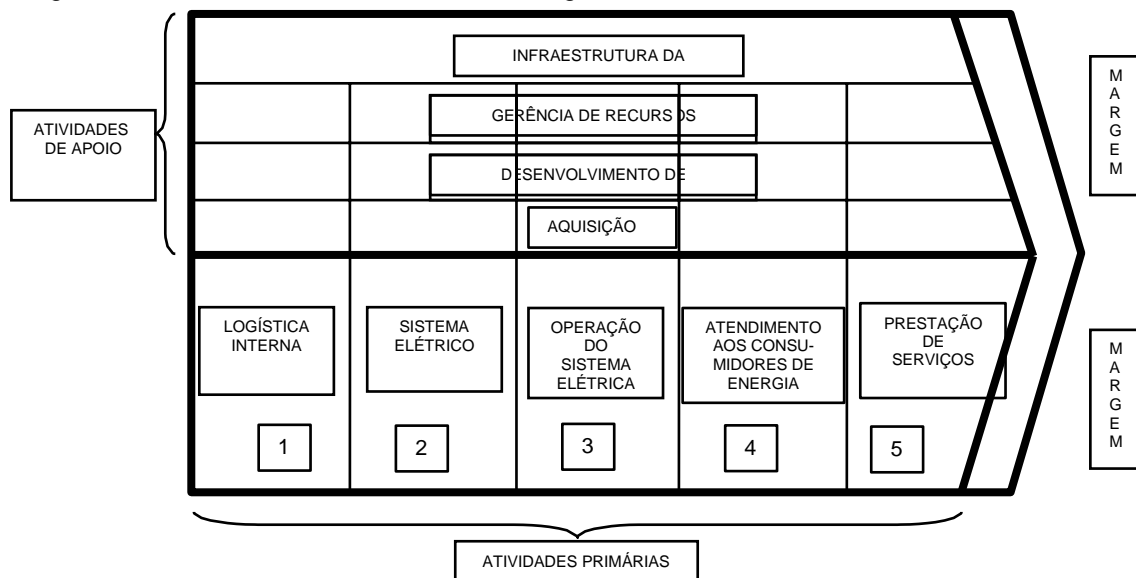 INFRAESTRUTURA DA
GERÊNCIA DE RECURSOS
DESENVOLVIMENTO DE
AQUISIÇÃO
ATIVIDADES
DE APOIO
M
A
R
G
E
M
LOGÍSTICA
INTERNA
SISTEMA
ELÉTRICO
OPERAÇÃO
DO
SISTEMA
ELÉTRICA
ATENDIMENTO
AOS CONSU-
MIDORES DE
ENERGIA
PRESTAÇÃO
DE
SERVIÇOS
M
A
R
G
E
M
1
2
3
4
5
ATIVIDADES PRIMÁRIAS